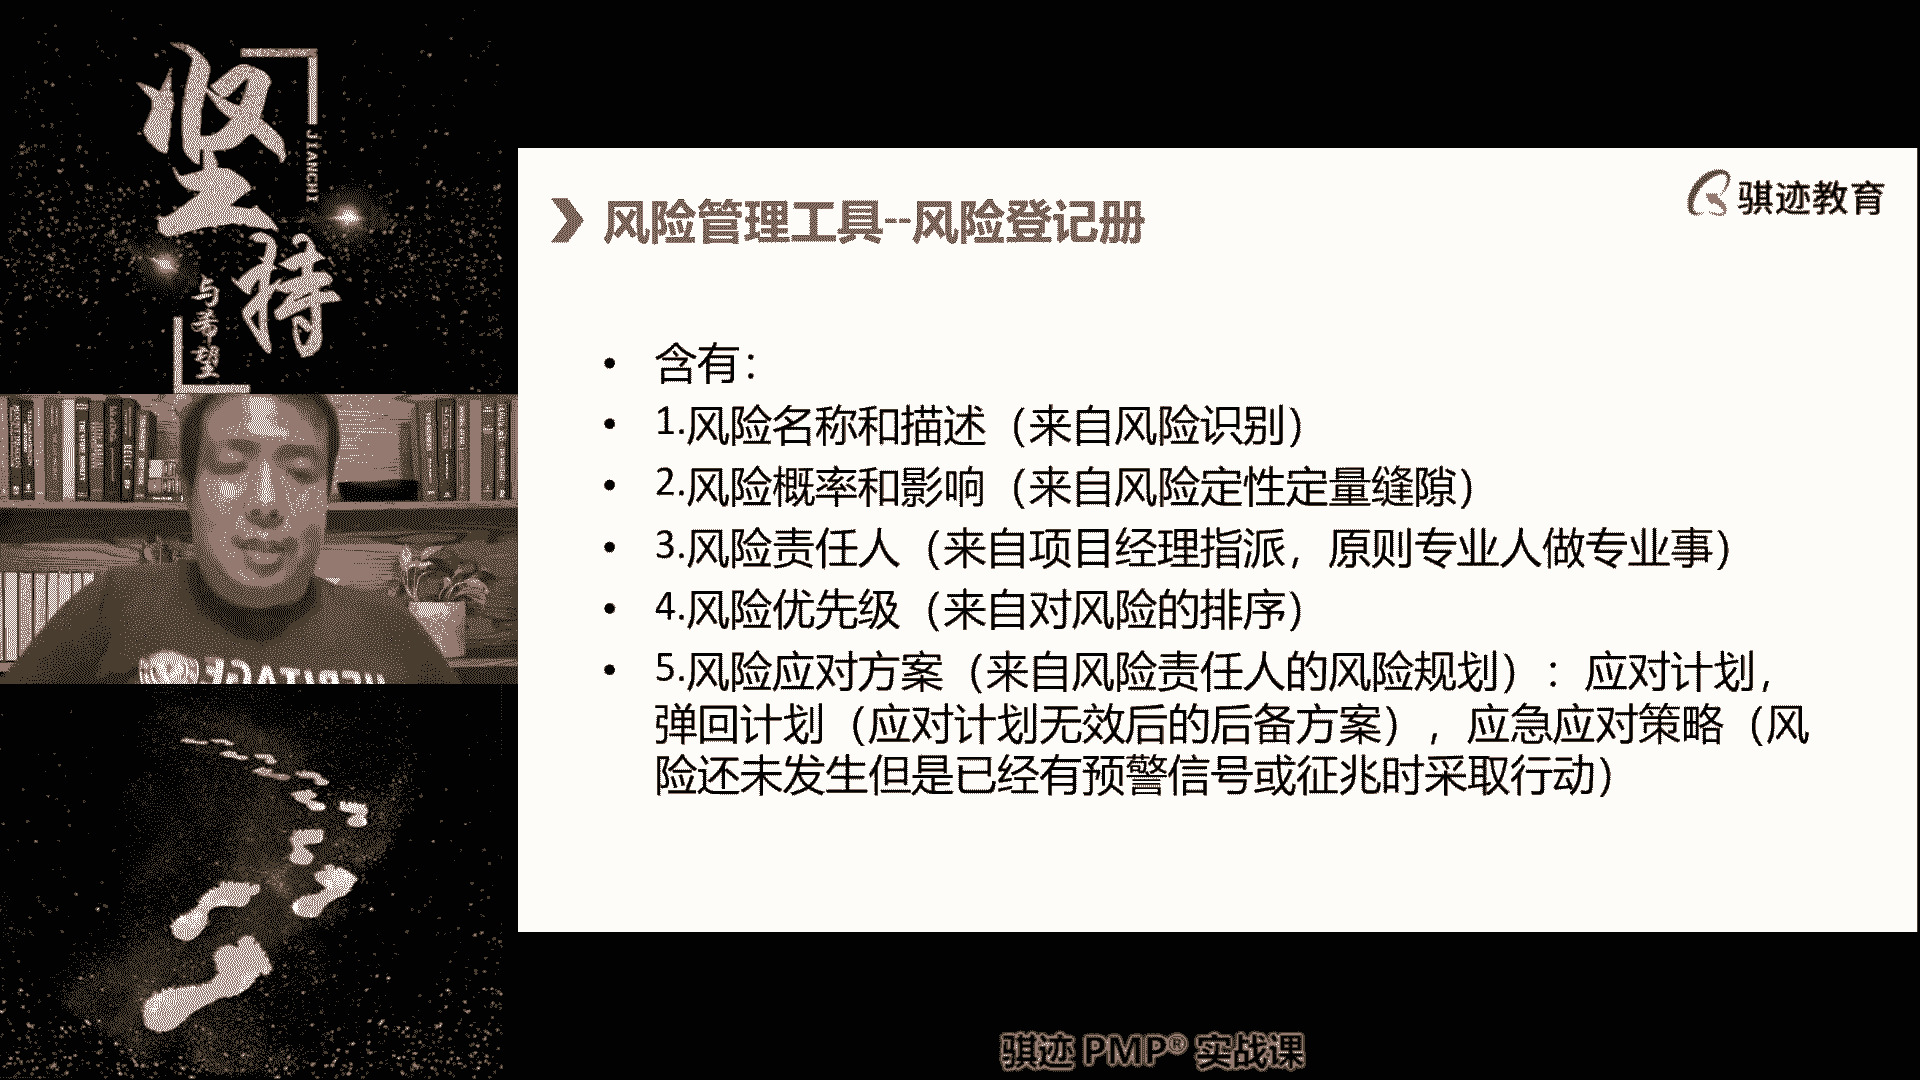 坚持
JIANCHI
与希望
骐迹教育
风险管理工具--风险登记册
• 含有：
• 1.风险名称和描述（来自风险识别）
• 2.风险概率和影响（来自风险定性定量缝隙）
• 3.风险责任人（来自项目经理指派，原则专业人做专业事）
• 4.风险优先级（来自对风险的排序）
• 5.风险应对方案（来自风险责任人的风险规划）：应对计划，
弹回计划（应对计划无效后的后备方案），应急应对策略（风
险还未发生但是已经有预警信号或征兆时采取行动）
HERITAGE
骐迹 PMP® 实战课